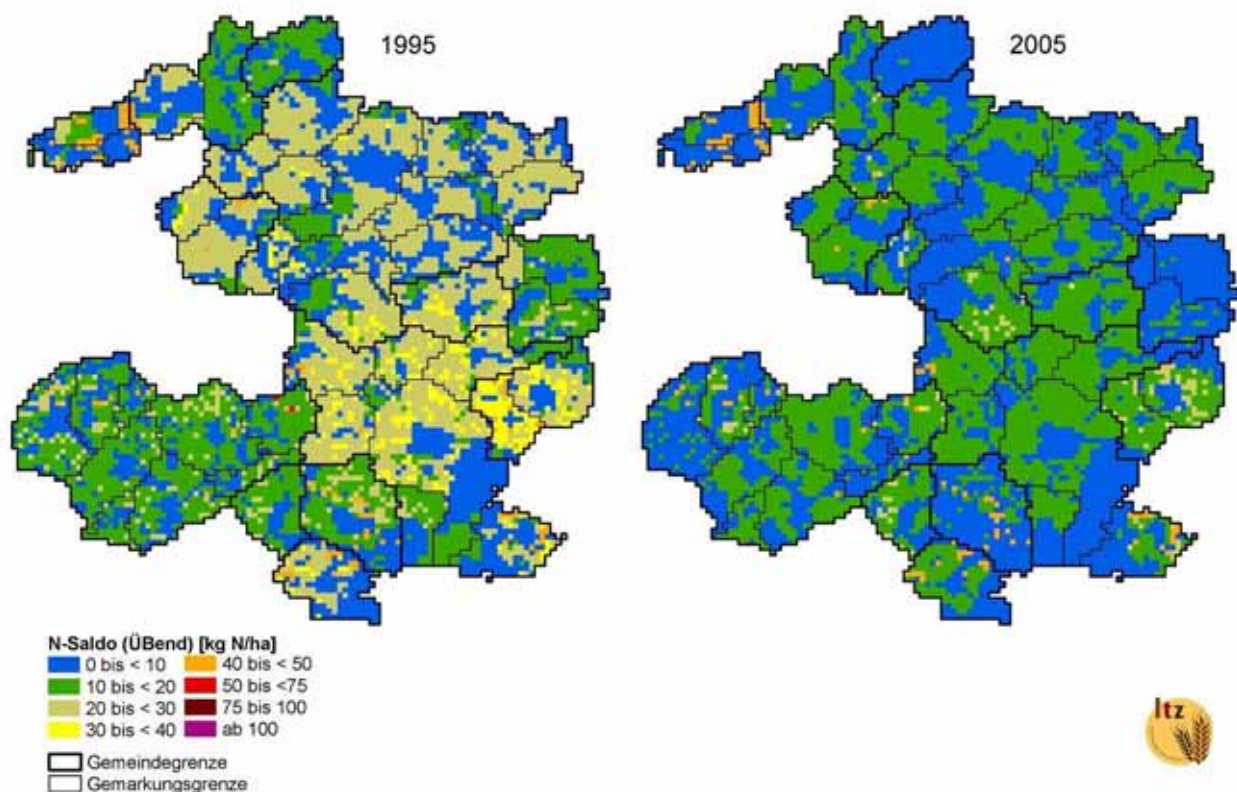 1995
2005
N-Saldo (ÜBend) [kg N/ha]
0 bis < 10
10 bis < 20
20 bis < 30
30 bis < 40
40 bis < 50
50 bis <75
75 bis 100
ab 100
Gemeindegrenze
Gemarkungsgrenze
ltz